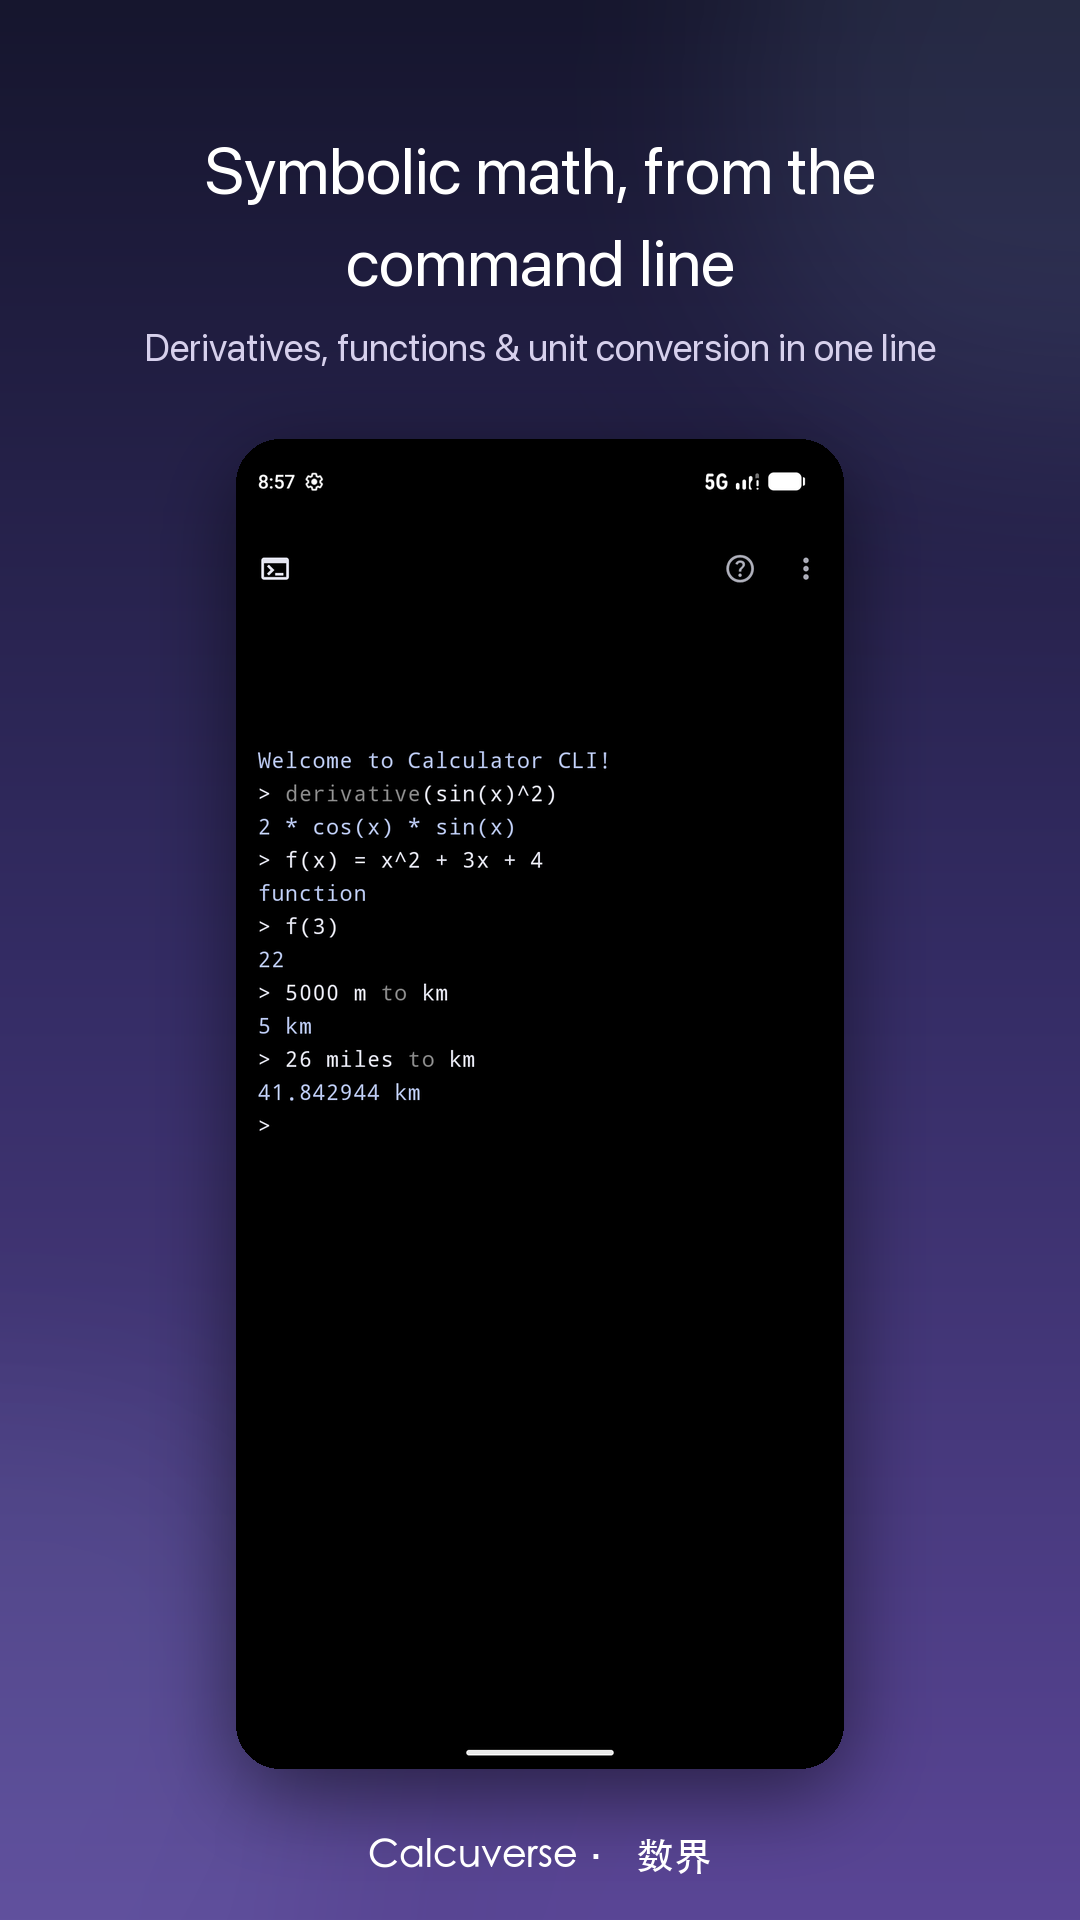 Symbolic math, from the
command line
Derivatives, functions & unit conversion in one line
8:57
5G
Welcome to Calculator CLI!
> derivative(sin(x)^2)
2 * cos(x) * sin(x)
> f(x) = x^2 + 3x + 4
function
> f(3)
22
> 5000 m to km
5 km
> 26 miles to km
41.842944 km
>
Calcuverse · 数界